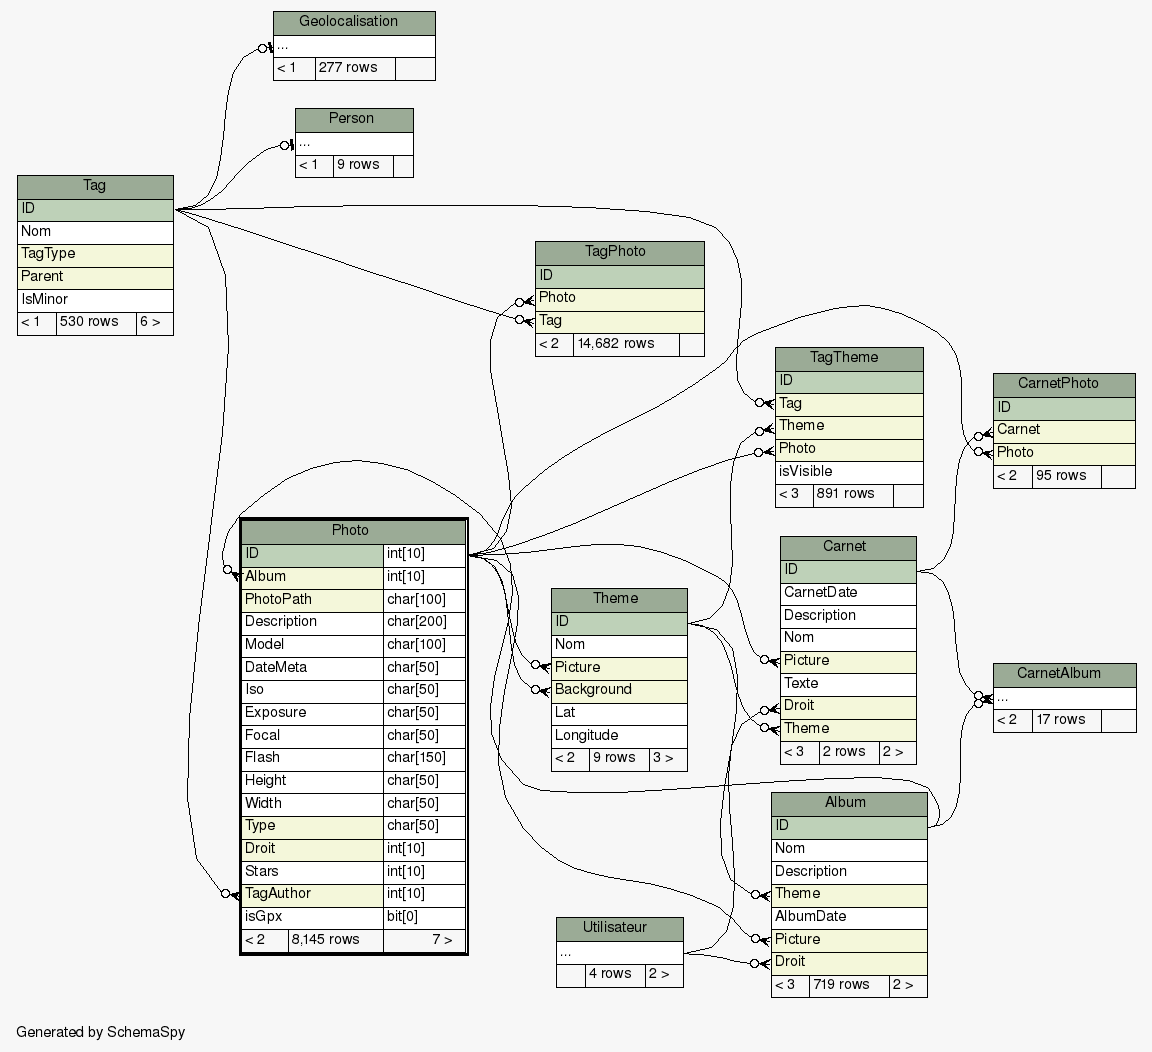 Geolocalisation
...
< 1 277 rows
Person
...
< 1 9 rows
Tag
ID
Nom
TagType
Parent
IsMinor
< 1 530 rows 6 >
TagPhoto
ID
Photo
Tag
< 2 14,682 rows
TagTheme
ID
Tag
Theme
Photo
isVisible
< 3 891 rows
CarnetPhoto
ID
Carnet
Photo
< 2 95 rows
Photo
ID int[10]
Album int[10]
PhotoPath char[100]
Description char[200]
Model char[100]
DateMeta char[50]
Iso char[50]
Exposure char[50]
Focal char[50]
Flash char[150]
Height char[50]
Width char[50]
Type char[50]
Droit int[10]
Stars int[10]
TagAuthor int[10]
isGpx bit[0]
< 2 8,145 rows 7 >
Theme
ID
Nom
Picture
Background
Lat
Longitude
< 2 9 rows 3 >
Carnet
ID
CarnetDate
Description
Nom
Picture
Texte
Droit
Theme
< 3 2 rows 2 >
CarnetAlbum
...
< 2 17 rows
Album
ID
Nom
Description
Theme
AlbumDate
Picture
Droit
< 3 719 rows 2 >
Utilisateur
...
4 rows 2 >
Generated by SchemaSpy